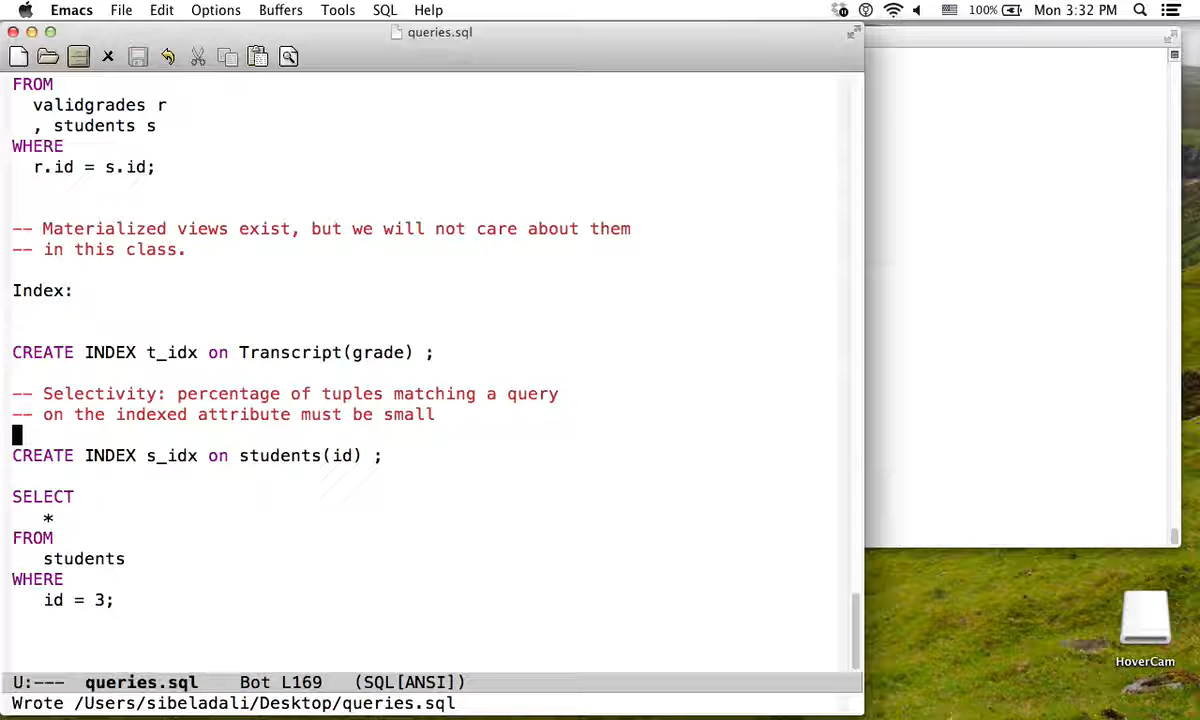 Emacs File Edit Options Buffers Tools SQL Help 100% Mon 3:32 PM
queries.sql
FROM
validgrades r
, students s
WHERE
r.id = s.id;
-- Materialized views exist, but we will not care about them
-- in this class.
Index:
CREATE INDEX t_idx on Transcript(grade) ;
-- Selectivity: percentage of tuples matching a query
-- on the indexed attribute must be small
CREATE INDEX s_idx on students(id) ;
SELECT
*
FROM
students
WHERE
id = 3;
HoverCam
U:--- queries.sql Bot L169 (SQL[ANSI])
Wrote /Users/sibeladali/Desktop/queries.sql